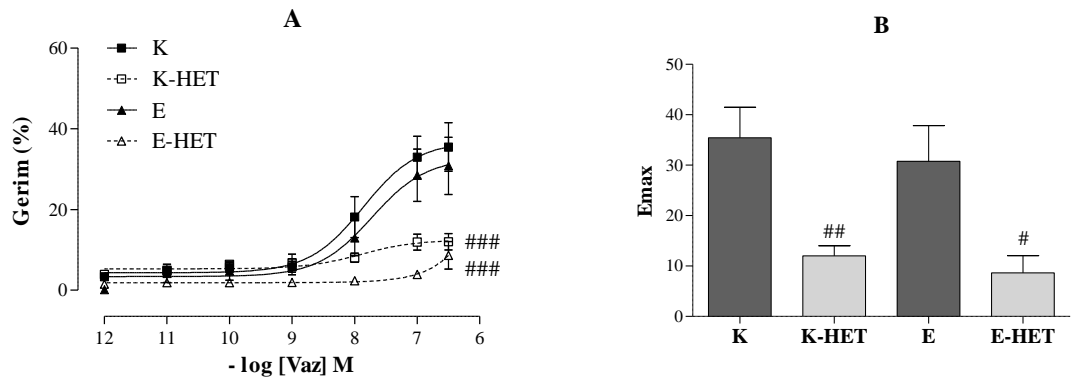 A
60
40
20
0
Gerim (%)
K
K-HET
E
E-HET
###
###
12 11 10 9 8 7 6
- log [Vaz] M
B
50
40
30
20
10
0
Emax
##
#
K K-HET E E-HET